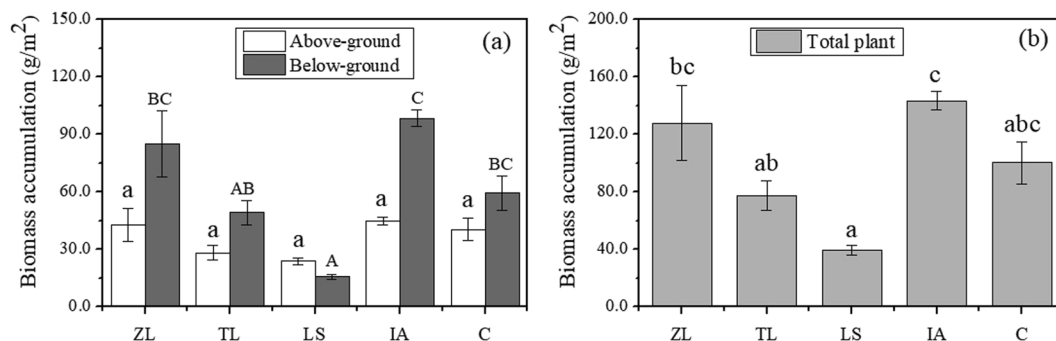 Biomass accumulation (g/m²)
150.0
120.0
90.0
60.0
30.0
0.0
Above-ground
Below-ground
(a)
a
BC
a
AB
a
A
a
C
a
BC
ZL TL LS IA C
Biomass accumulation (g/m²)
200.0
160.0
120.0
80.0
40.0
0.0
Total plant
(b)
bc
ab
a
c
abc
ZL TL LS IA C